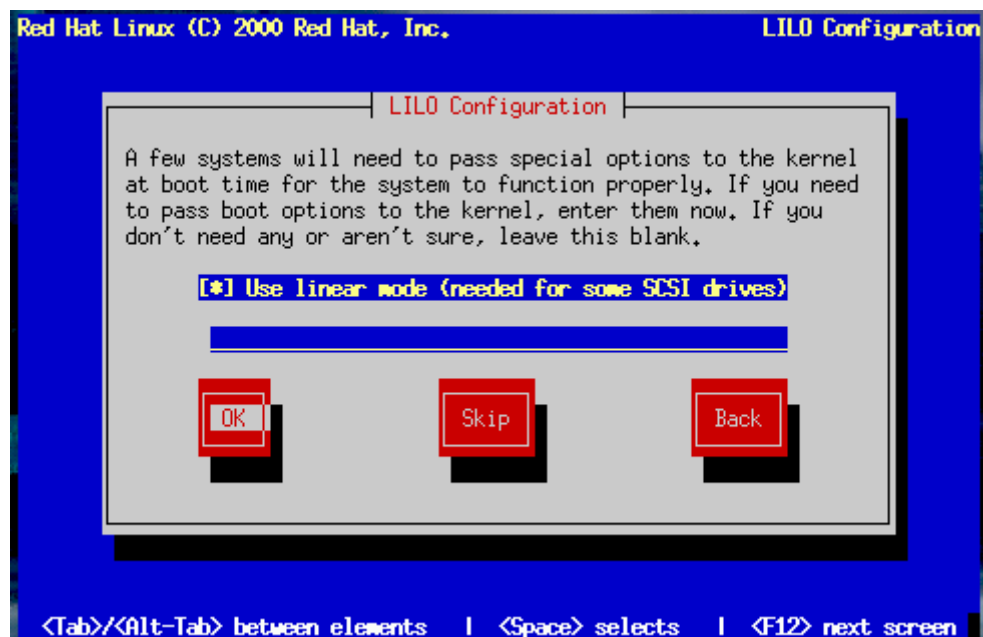 Red Hat Linux (C) 2000 Red Hat, Inc. LILO Configuration
LILO Configuration
A few systems will need to pass special options to the kernel
at boot time for the system to function properly. If you need
to pass boot options to the kernel, enter them now. If you
don't need any or aren't sure, leave this blank.
[*] Use linear mode (needed for some SCSI drives)
OK Skip Back
<Tab>/<Alt-Tab> between elements | <Space> selects | <F12> next screen